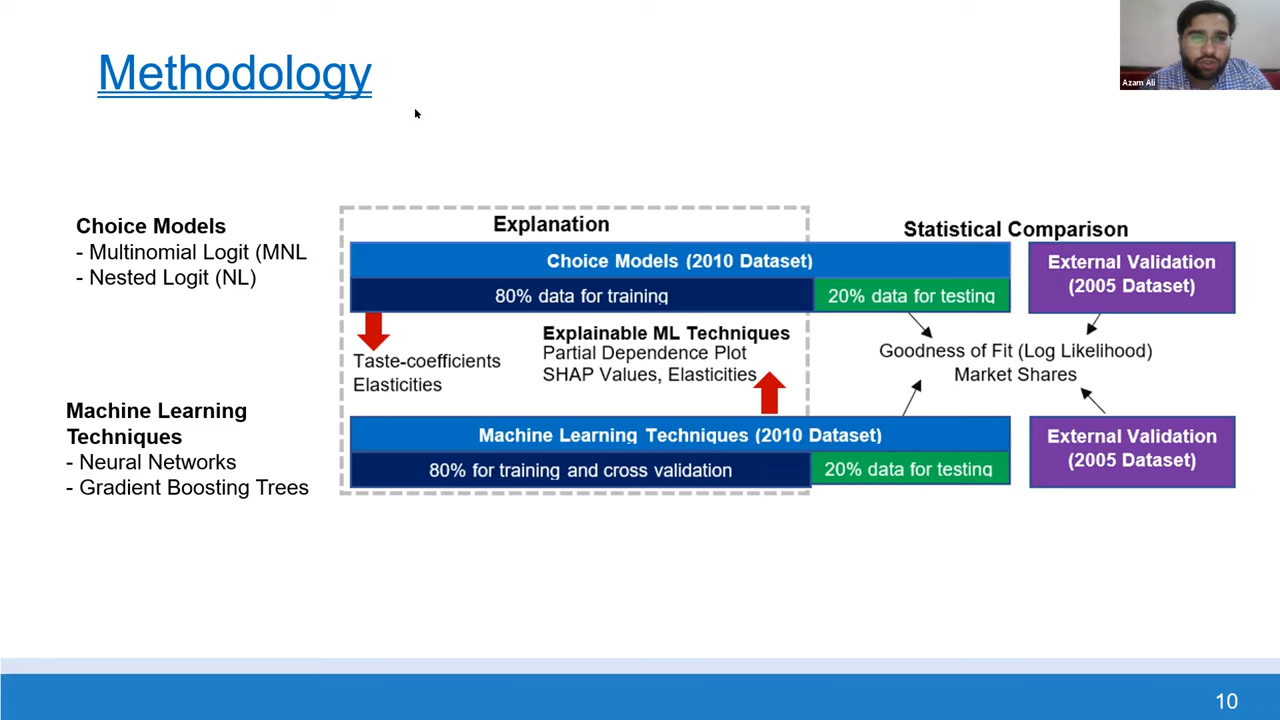 Methodology
Azam Ali
Choice Models
- Multinomial Logit (MNL
- Nested Logit (NL)
Machine Learning
Techniques
- Neural Networks
- Gradient Boosting Trees
Explanation
Choice Models (2010 Dataset)
80% data for training
20% data for testing
Taste-coefficients
Elasticities
Explainable ML Techniques
Partial Dependence Plot
SHAP Values, Elasticities
Machine Learning Techniques (2010 Dataset)
80% for training and cross validation
20% data for testing
Statistical Comparison
External Validation
(2005 Dataset)
Goodness of Fit (Log Likelihood)
Market Shares
External Validation
(2005 Dataset)
10